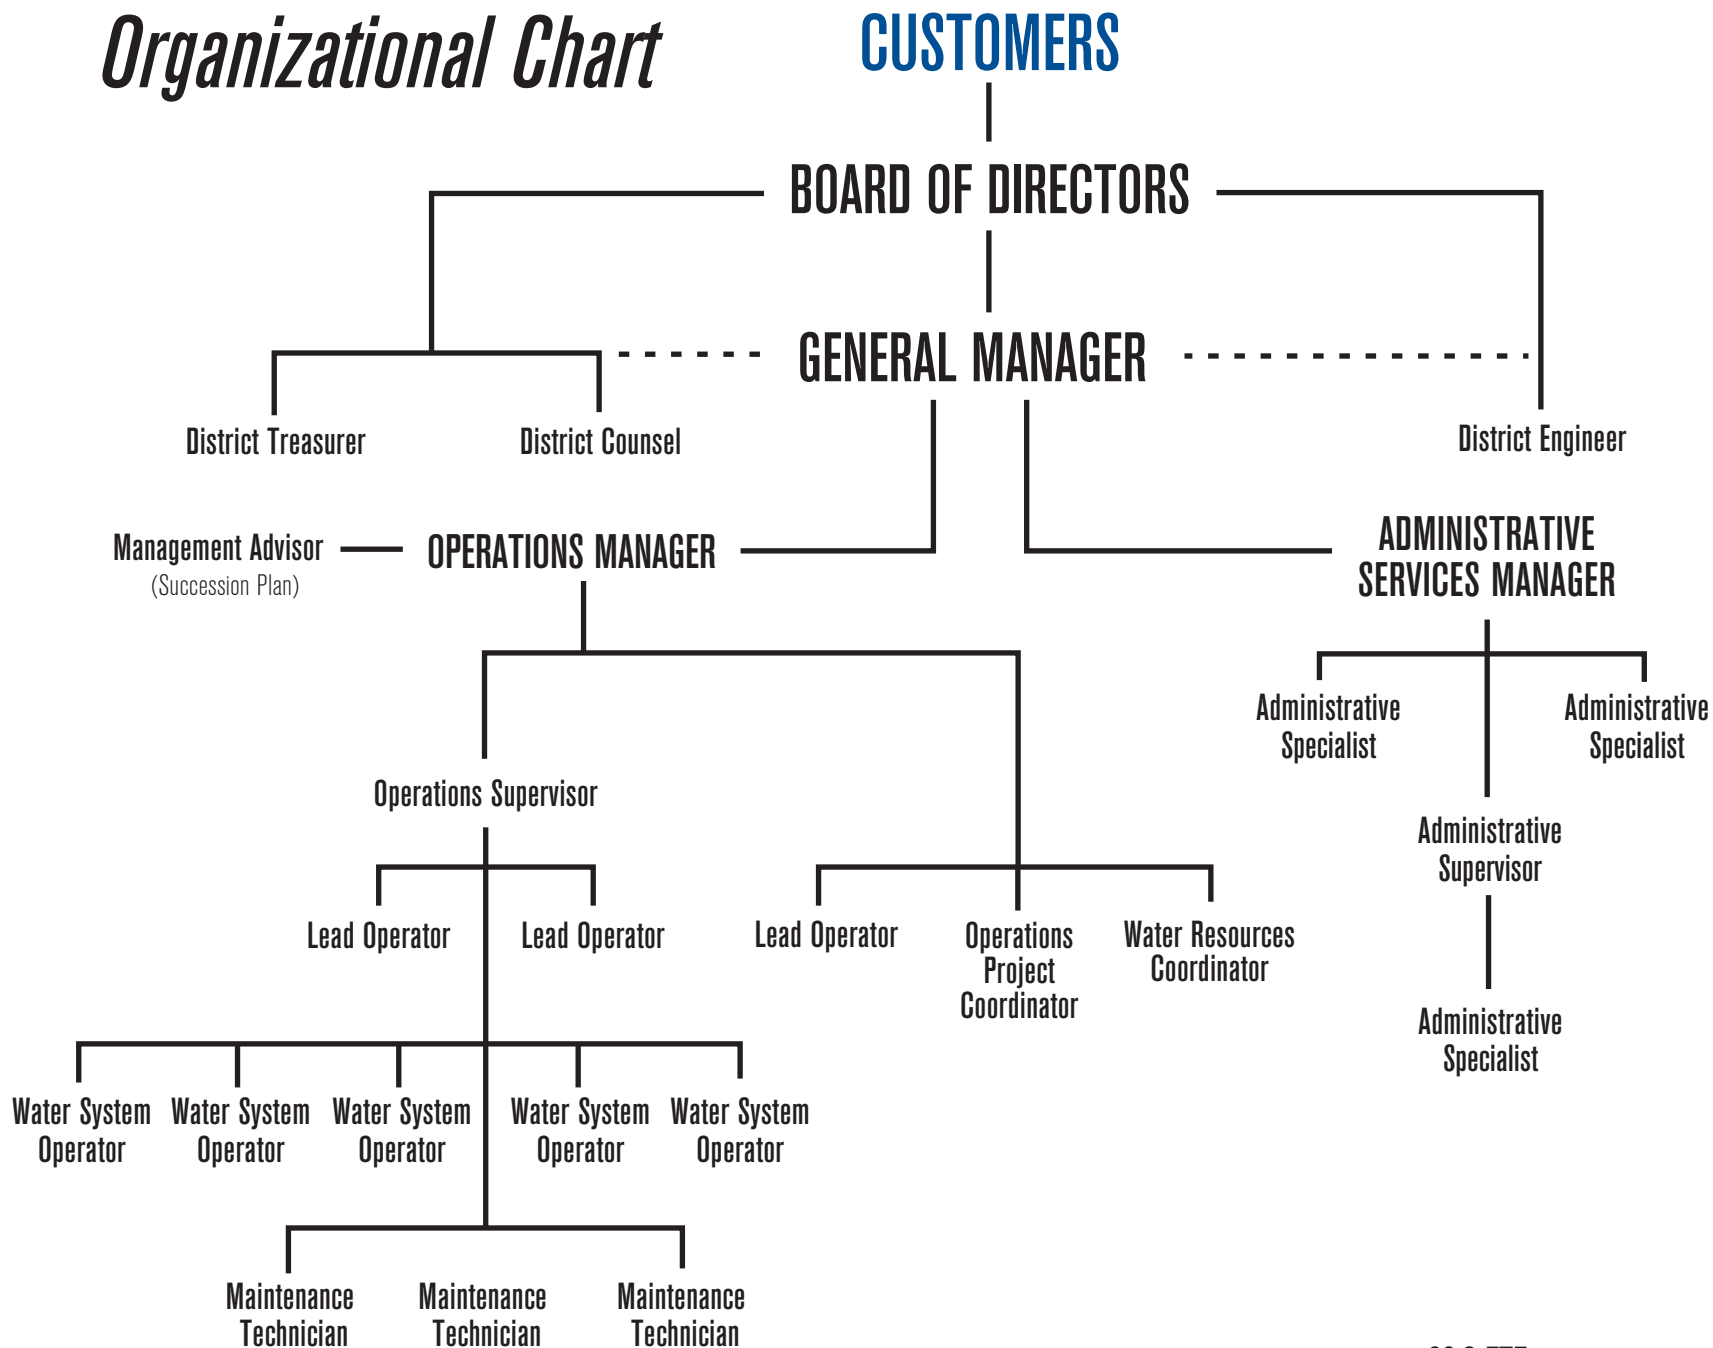 Organizational Chart
CUSTOMERS
BOARD OF DIRECTORS
GENERAL MANAGER
District Treasurer
District Counsel
District Engineer
Management Advisor
(Succession Plan)
OPERATIONS MANAGER
ADMINISTRATIVE
SERVICES MANAGER
Administrative
Specialist
Administrative
Specialist
Operations Supervisor
Administrative
Supervisor
Lead Operator
Lead Operator
Lead Operator
Operations
Project
Coordinator
Water Resources
Coordinator
Administrative
Specialist
Water System
Operator
Water System
Operator
Water System
Operator
Water System
Operator
Water System
Operator
Maintenance
Technician
Maintenance
Technician
Maintenance
Technician